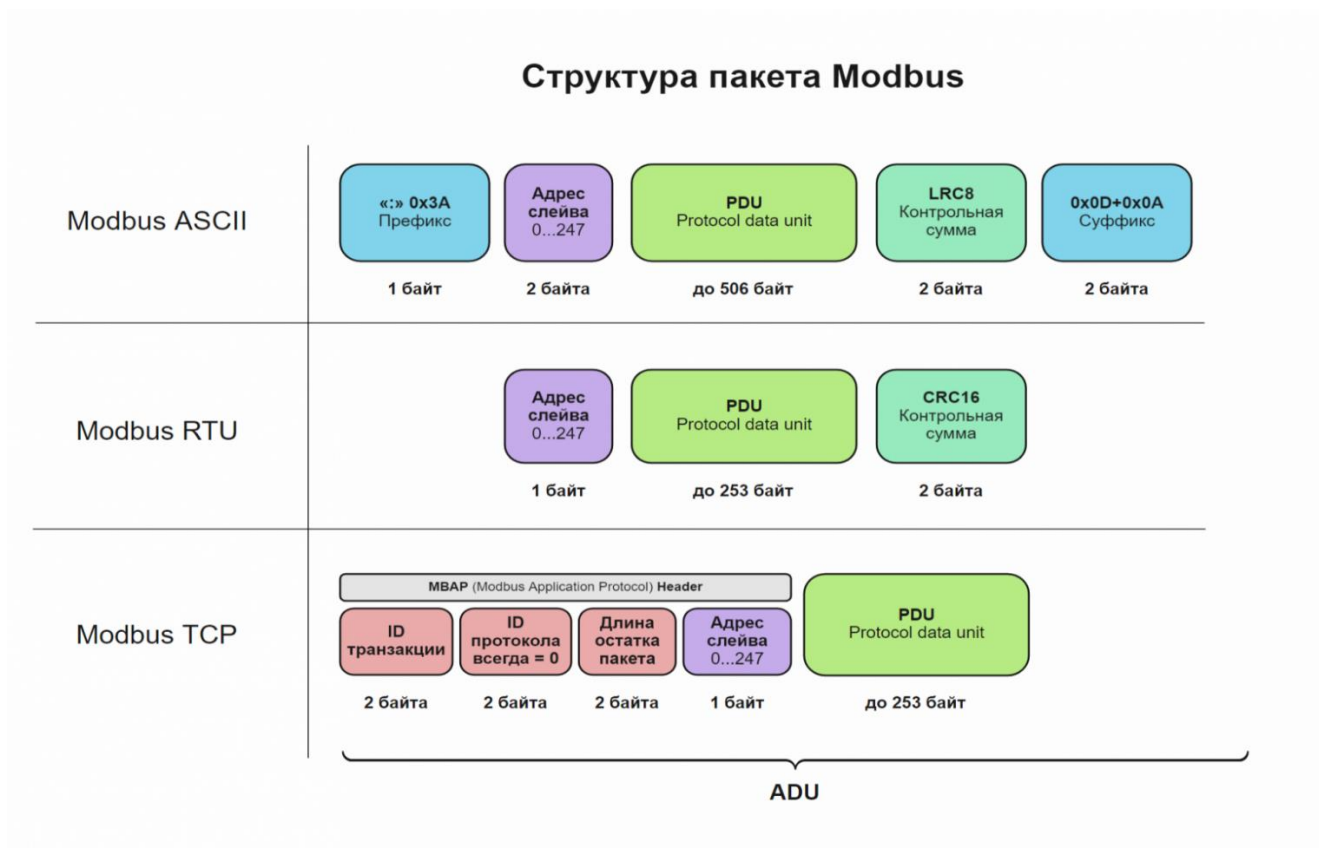 Структура пакета Modbus
Modbus ASCII
«:» 0x3A
Префикс
Адрес
слейва
0...247
PDU
Protocol data unit
LRC8
Контрольная
сумма
0x0D+0x0A
Суффикс
1 байт
2 байта
до 506 байт
2 байта
2 байта
Modbus RTU
Адрес
слейва
0...247
PDU
Protocol data unit
CRC16
Контрольная
сумма
1 байт
до 253 байт
2 байта
Modbus TCP
MBAP (Modbus Application Protocol) Header
ID
транзакции
ID
протокола
всегда = 0
Длина
остатка
пакета
Адрес
слейва
0...247
PDU
Protocol data unit
2 байта
2 байта
2 байта
1 байт
до 253 байт
ADU